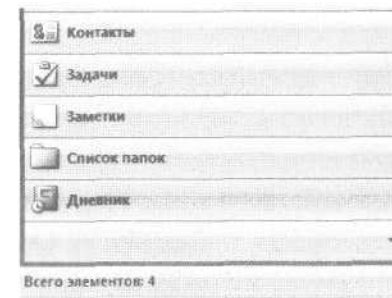 Контакты
Задачи
Заметки
Список папок
Дневник
Всего элементов: 4